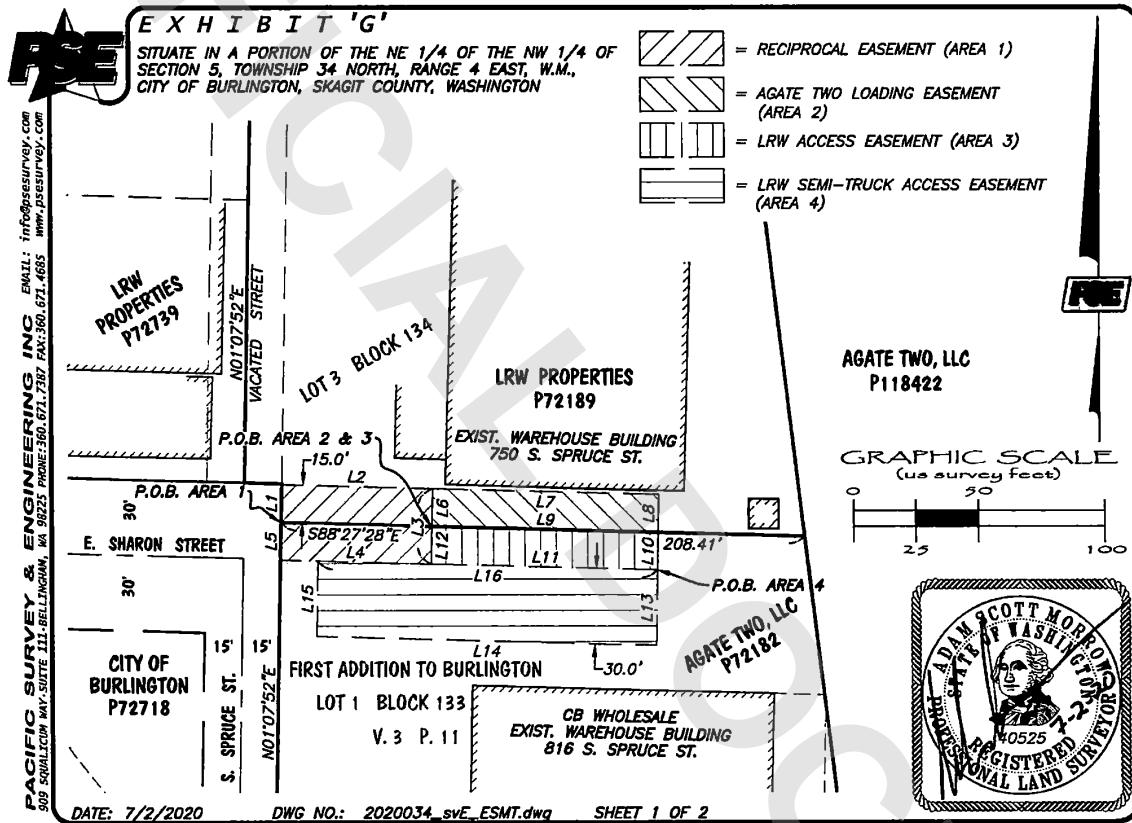 EXHIBIT 'G'
SITUATE IN A PORTION OF THE NE 1/4 OF THE NW 1/4 OF
SECTION 5, TOWNSHIP 34 NORTH, RANGE 4 EAST, W.M.,
CITY OF BURLINGTON, SKAGIT COUNTY, WASHINGTON
PSE
= RECIPROCAL EASEMENT (AREA 1)
= AGATE TWO LOADING EASEMENT
(AREA 2)
= LRW ACCESS EASEMENT (AREA 3)
= LRW SEMI-TRUCK ACCESS EASEMENT
(AREA 4)
PACIFIC SURVEY & ENGINEERING INC
909 SQUALICUM WAY-SUITE 111-BELLINGHAM, WA 98225 PHONE:360.671.7387 FAX:360.671.4685
EMAIL: info@psesurvey.com
www.psesurvey.com
LRW
PROPERTIES
P72739
N01°07'52"E
VACATED STREET
LOT 3 BLOCK 134
LRW PROPERTIES
P72189
EXIST. WAREHOUSE BUILDING
750 S. SPRUCE ST.
AGATE TWO, LLC
P118422
PSE
GRAPHIC SCALE
(us survey feet)
0 50
25 100
P.O.B. AREA 2 & 3
P.O.B. AREA 1
15.0'
L2
L1
L3
L6
L7
L8
L9
S88°27'28"E
L4
L5
L12
L11
L10
208.41'
30'
E. SHARON STREET
30'
L16
L15
L13
L14
P.O.B. AREA 4
30.0'
AGATE TWO, LLC
P72182
CITY OF
BURLINGTON
P72718
15' 15'
S. SPRUCE ST.
N01°07'52"E
FIRST ADDITION TO BURLINGTON
LOT 1 BLOCK 133
V. 3 P. 11
CB WHOLESALE
EXIST. WAREHOUSE BUILDING
816 S. SPRUCE ST.
ADAM SCOTT MORROW
STATE OF WASHINGTON
40525
REGISTERED
PROFESSIONAL LAND SURVEYOR
DATE: 7/2/2020 DWG NO.: 2020034_svE_ESMT.dwg SHEET 1 OF 2